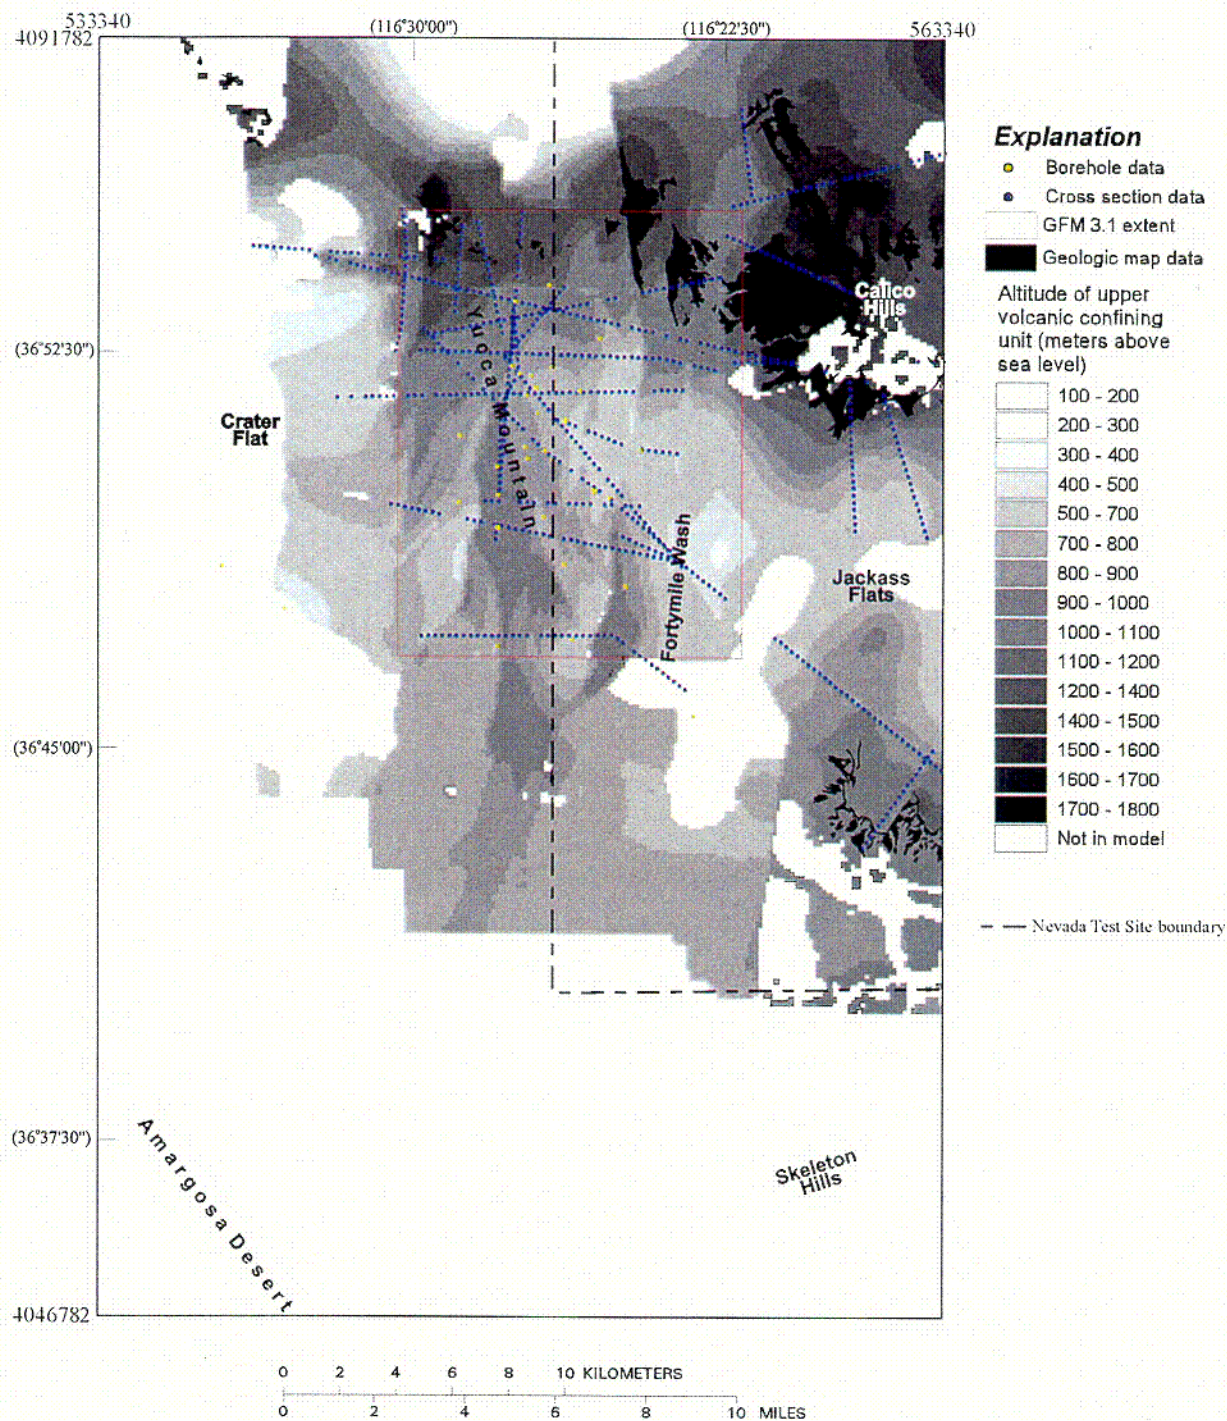 533340
(116°30'00")
(116°22'30")
563340
4091782
(36°52'30")
(36°45'00")
(36°37'30")
4046782
Calico
Hills
Yucca Mountain
Crater
Flat
Fortymile Wash
Jackass
Flats
Skeleton
Hills
Amargosa Desert
Explanation
Borehole data
Cross section data
GFM 3.1 extent
Geologic map data
Altitude of upper
volcanic confining
unit (meters above
sea level)
100 - 200
200 - 300
300 - 400
400 - 500
500 - 700
700 - 800
800 - 900
900 - 1000
1000 - 1100
1100 - 1200
1200 - 1400
1400 - 1500
1500 - 1600
1600 - 1700
1700 - 1800
Not in model
Nevada Test Site boundary
0 2 4 6 8 10 KILOMETERS
0 2 4 6 8 10 MILES